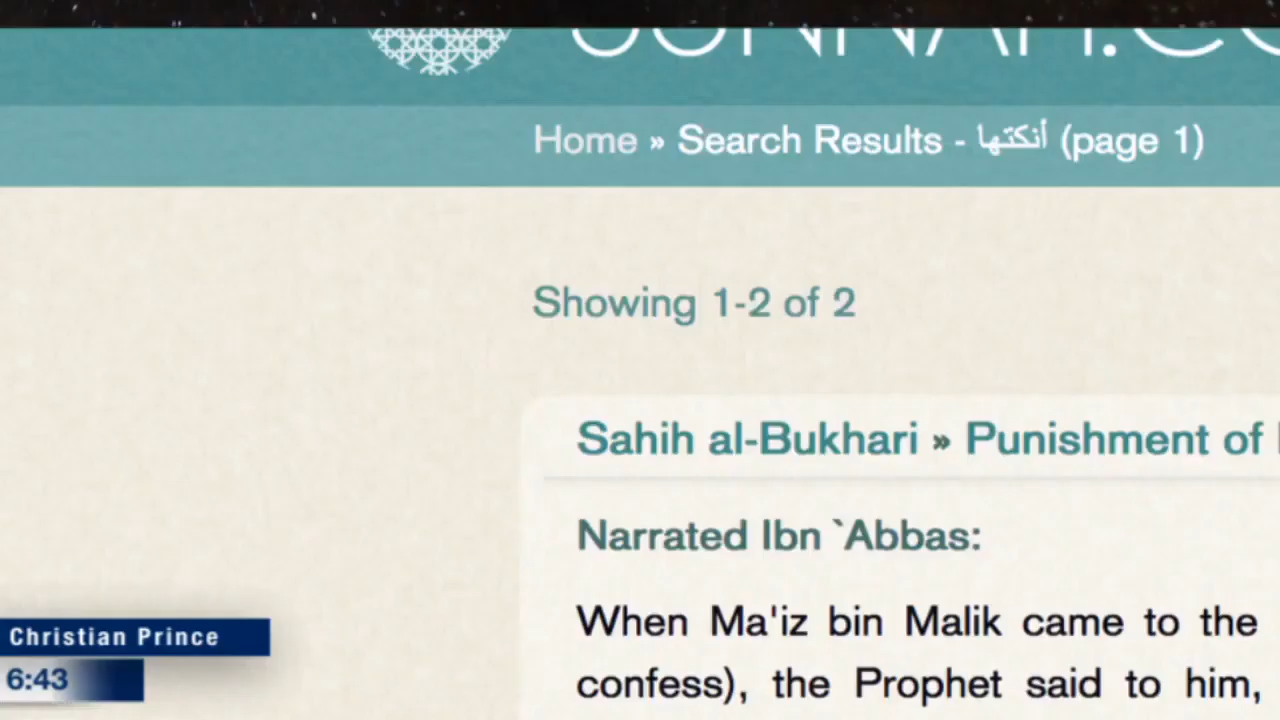 Home » Search Results - أنكتها (page 1)
Showing 1-2 of 2
Sahih al-Bukhari » Punishment of
Narrated Ibn `Abbas:
When Ma'iz bin Malik came to the
confess), the Prophet said to him,
Christian Prince
6:43